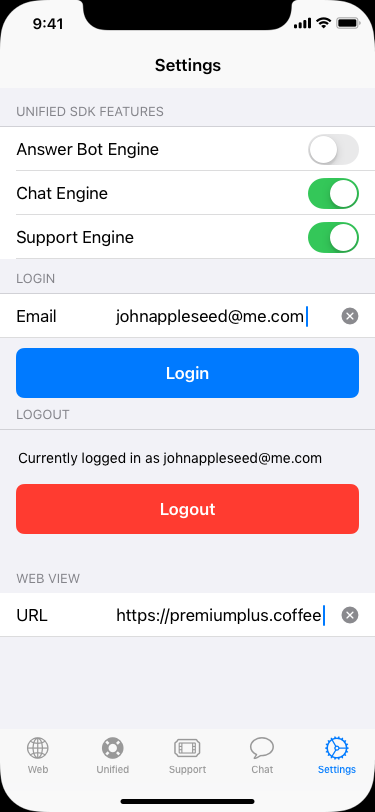 9:41
Settings
UNIFIED SDK FEATURES
Answer Bot Engine
Chat Engine
Support Engine
LOGIN
Email johnappleseed@me.com
Login
LOGOUT
Currently logged in as johnappleseed@me.com
Logout
WEB VIEW
URL https://premiumplus.coffee
Web Unified Support Chat Settings